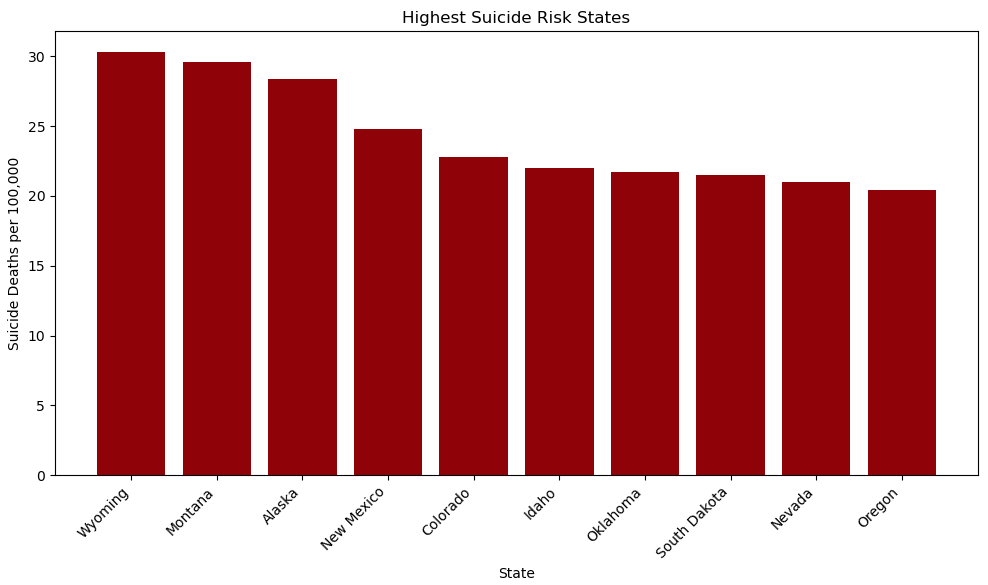 Highest Suicide Risk States
Suicide Deaths per 100,000
30
25
20
15
10
5
0
Wyoming
Montana
Alaska
New Mexico
Colorado
Idaho
Oklahoma
South Dakota
Nevada
Oregon
State